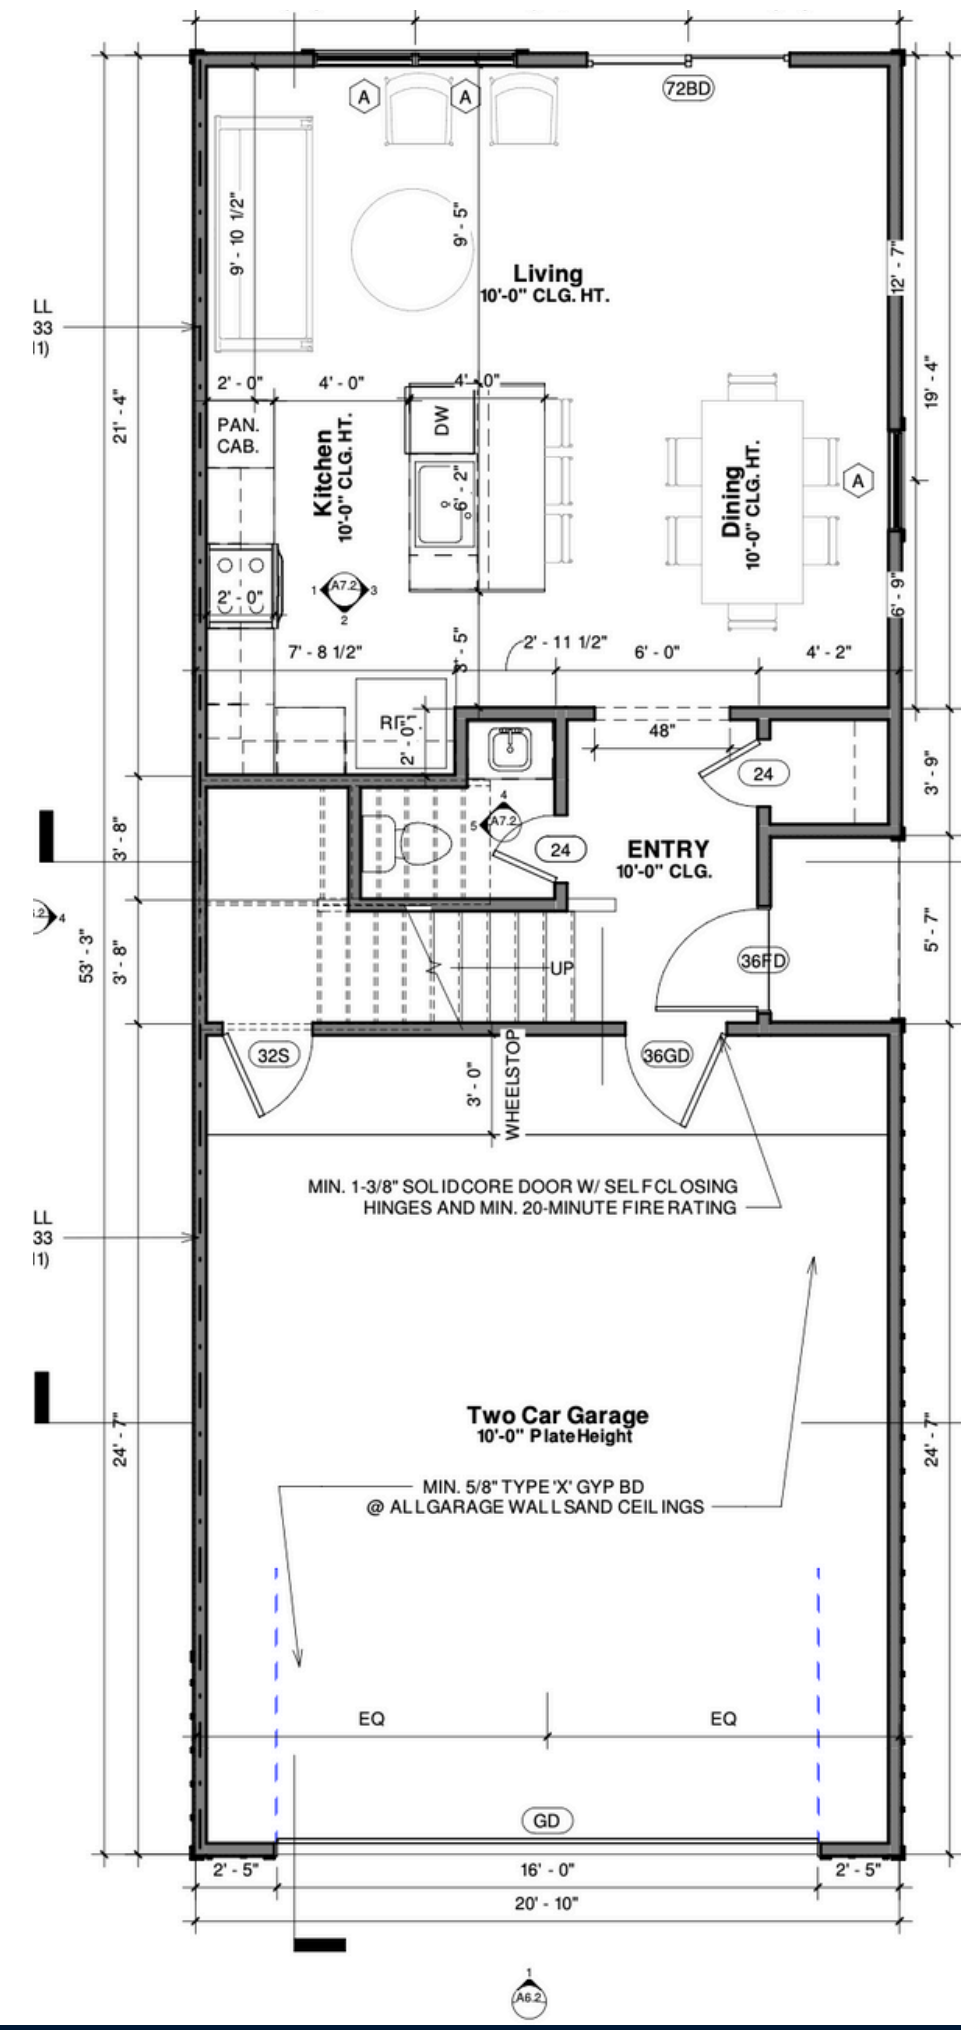 A
A
72BD
9' - 10 1/2"
9' - 5"
12' - 7"
Living
10'-0" CLG. HT.
LL
33
2' - 0"
4' - 0"
4' - 0"
21' - 4"
19' - 4"
PAN.
CAB.
DW
Kitchen
10'-0" CLG. HT.
6' - 2"
Dining
10'-0" CLG. HT.
A
2' - 0"
1
A7.2
3
2
6' - 9"
7' - 8 1/2"
3' - 5"
2' - 11 1/2"
6' - 0"
4' - 2"
2' - 0"
48"
24
3' - 9"
4
5
A7.2
24
ENTRY
10'-0" CLG.
3' - 8"
4
53' - 3"
3' - 8"
UP
36FD
5' - 7"
32S
36GD
3' - 0"
WHEELSTOP
MIN. 1-3/8" SOLID CORE DOOR W/ SELF CLOSING
HINGES AND MIN. 20-MINUTE FIRE RATING
LL
33
Two Car Garage
10'-0" Plate Height
24' - 7"
24' - 7"
MIN. 5/8" TYPE 'X' GYP BD
@ ALL GARAGE WALLS AND CEILINGS
EQ
EQ
GD
2' - 5"
16' - 0"
2' - 5"
20' - 10"
1
A6.2